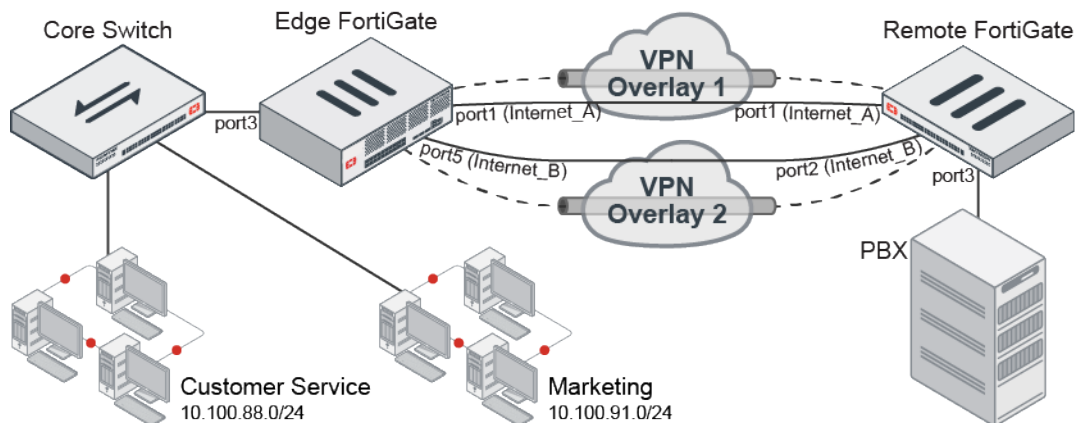 Core Switch
Edge FortiGate
VPN
Overlay 1
Remote FortiGate
port3
port1 (Internet_A)
port1 (Internet_A)
port5 (Internet_B)
port2 (Internet_B)
port3
VPN
Overlay 2
PBX
Customer Service
10.100.88.0/24
Marketing
10.100.91.0/24